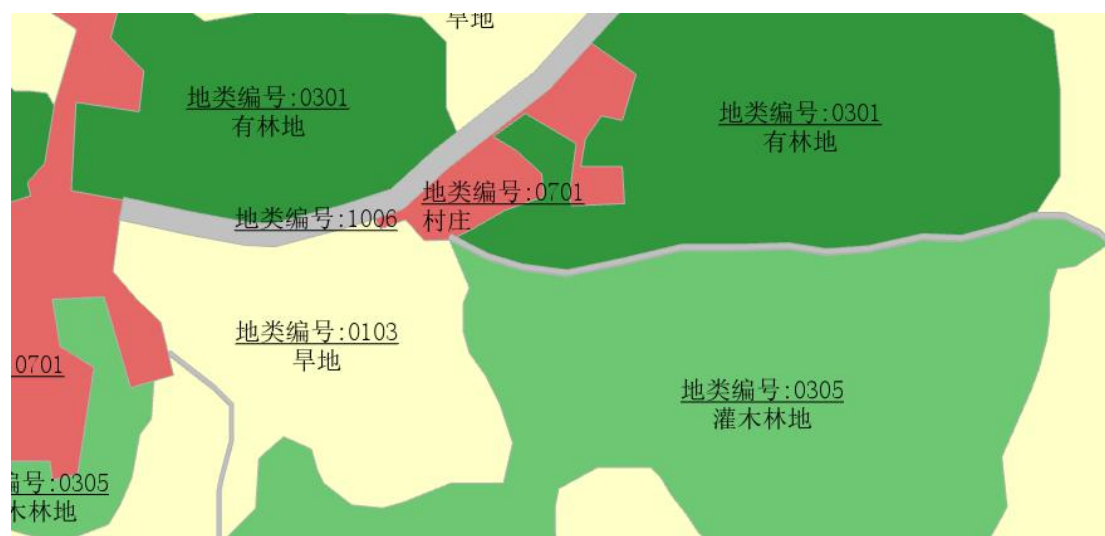 旱地
地类编号:0301
有林地
地类编号:0301
有林地
地类编号:0701
村庄
地类编号:1006
地类编号:0103
旱地
0701
地类编号:0305
灌木林地
编号:0305
木林地